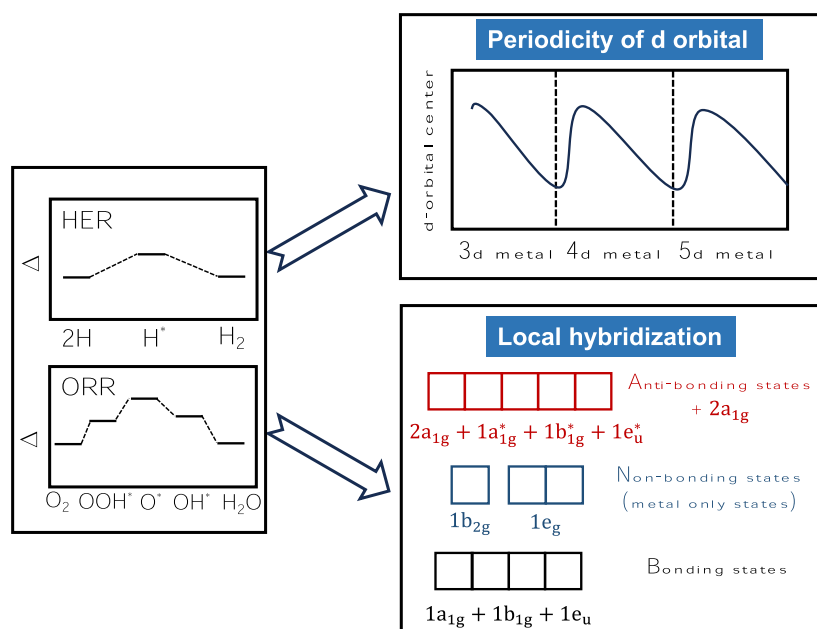 HER
Δ
2H H* H₂
ORR
Δ
O₂ OOH* O* OH* H₂O
Periodicity of d orbital
d-orbital center
3d metal 4d metal 5d metal
Local hybridization
Anti-bonding states
+ 2a₁g
2a₁g + 1a*₁g + 1b*₁g + 1e*ᵤ
Non-bonding states
(metal only states)
1b₂g 1eg
Bonding states
1a₁g + 1b₁g + 1eᵤ